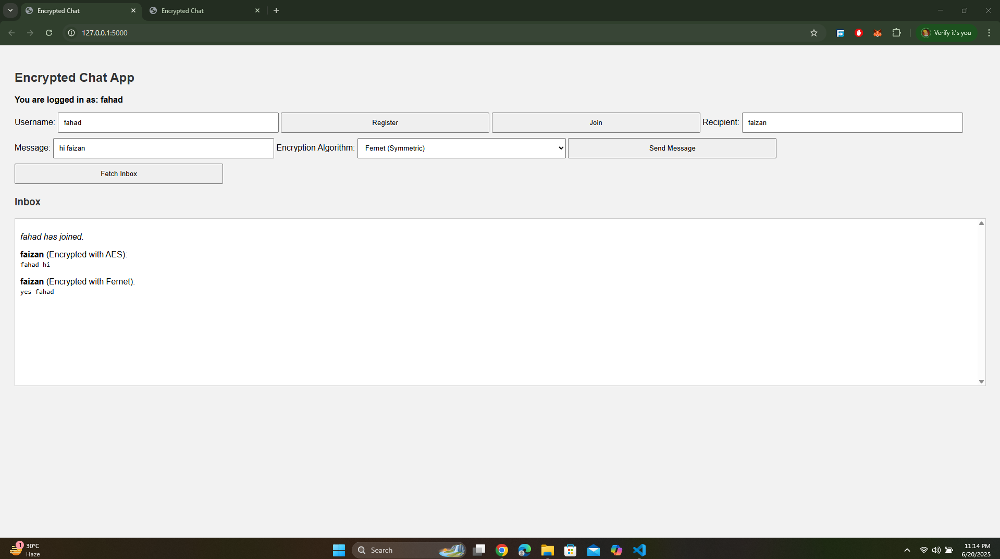 Encrypted Chat
Encrypted Chat
127.0.0.1:5000
Verify it's you
Encrypted Chat App
You are logged in as: fahad
Username: fahad Register Join Recipient: faizan
Message: hi faizan Encryption Algorithm: Fernet (Symmetric) Send Message
Fetch Inbox
Inbox
fahad has joined.
faizan (Encrypted with AES):
fahad hi
faizan (Encrypted with Fernet):
yes fahad
1
30°C
Haze
Search
11:14 PM
6/20/2025